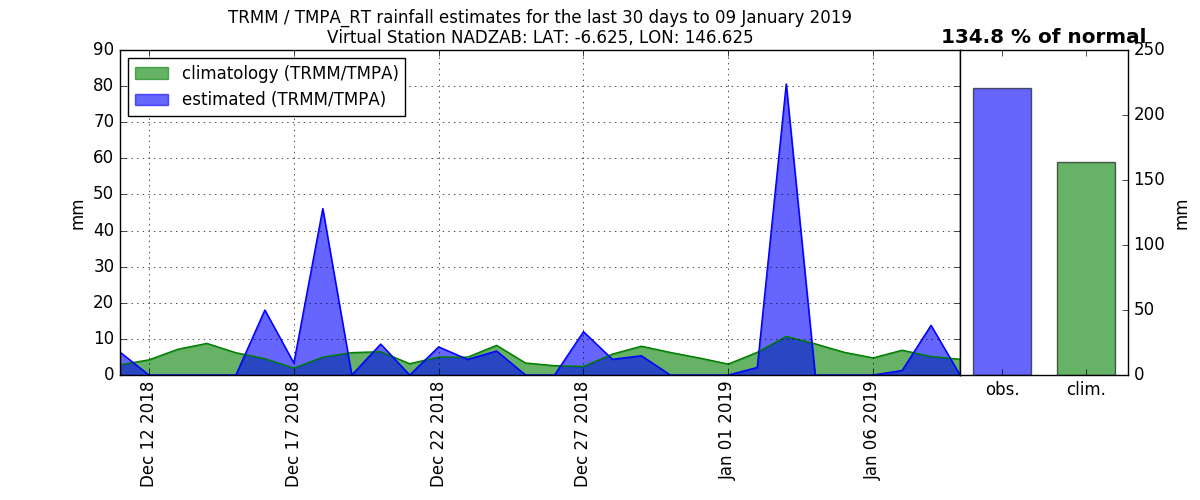 TRMM / TMPA_RT rainfall estimates for the last 30 days to 09 January 2019
Virtual Station NADZAB: LAT: -6.625, LON: 146.625
134.8 % of normal
climatology (TRMM/TMPA)
estimated (TRMM/TMPA)
mm
90
80
70
60
50
40
30
20
10
0
Dec 12 2018
Dec 17 2018
Dec 22 2018
Dec 27 2018
Jan 01 2019
Jan 06 2019
obs.
clim.
250
200
150
100
50
0
mm